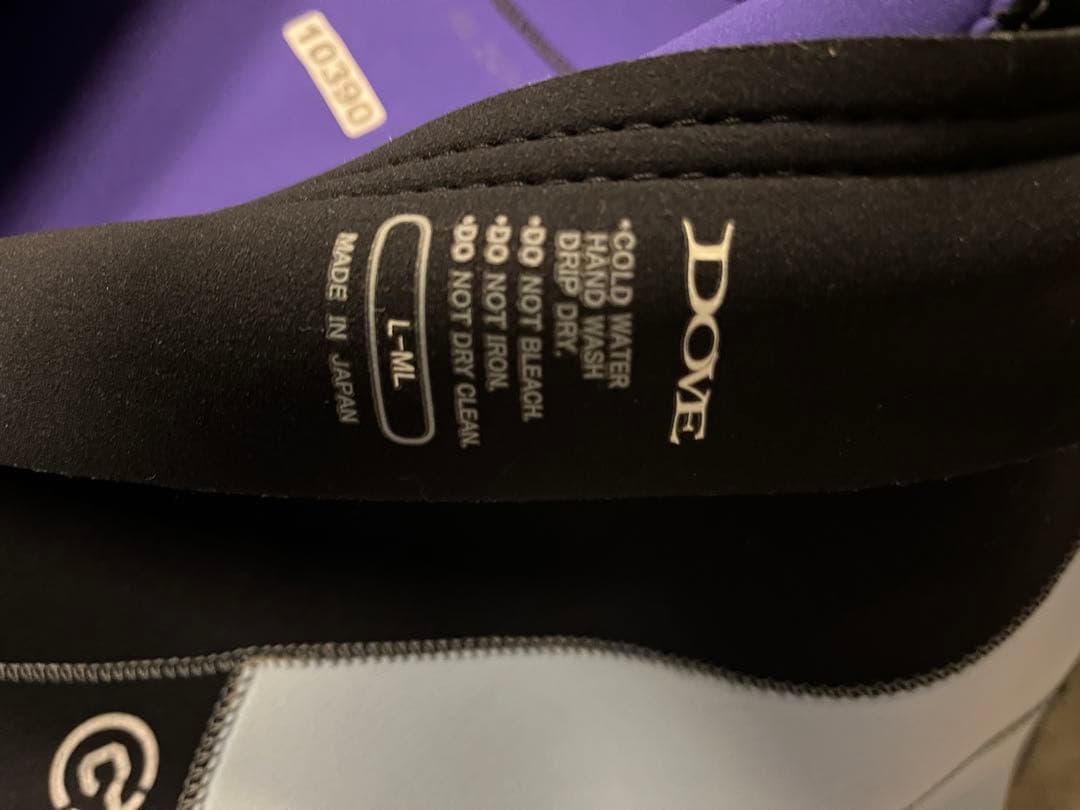 10390
DOVE
•COLD WATER
HAND WASH
DRIP DRY.
•DO NOT BLEACH.
•DO NOT IRON.
•DO NOT DRY CLEAN.
L-ML
MADE IN JAPAN